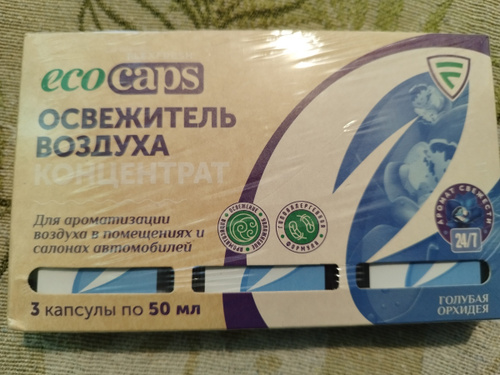 ecocaps
ОСВЕЖИТЕЛЬ
ВОЗДУХА
КОНЦЕНТРАТ
Для ароматизации
воздуха в помещениях и
салонах автомобилей
АРОМАТ СВЕЖЕСТИ
24/7
3 капсулы по 50 мл
ГОЛУБАЯ
ОРХИДЕЯ